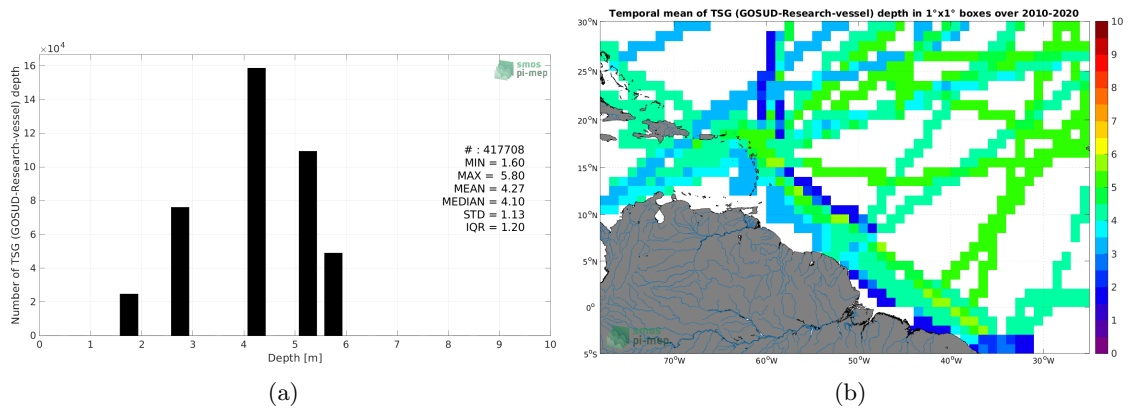 ×10⁴
16
14
12
10
8
6
4
2
0
Number of TSG (GOSUD-Research-vessel) depth
smos
pi-mep
# : 417708
MIN = 1.60
MAX = 5.80
MEAN = 4.27
MEDIAN = 4.10
STD = 1.13
IQR = 1.20
0 1 2 3 4 5 6 7 8 9 10
Depth [m]
(a)
Temporal mean of TSG (GOSUD-Research-vessel) depth in 1°x1° boxes over 2010-2020
30°N
25°N
20°N
15°N
10°N
5°N
0°
5°S
70°W 60°W 50°W 40°W 30°W
smos
pi-mep
10
9
8
7
6
5
4
3
2
1
0
(b)